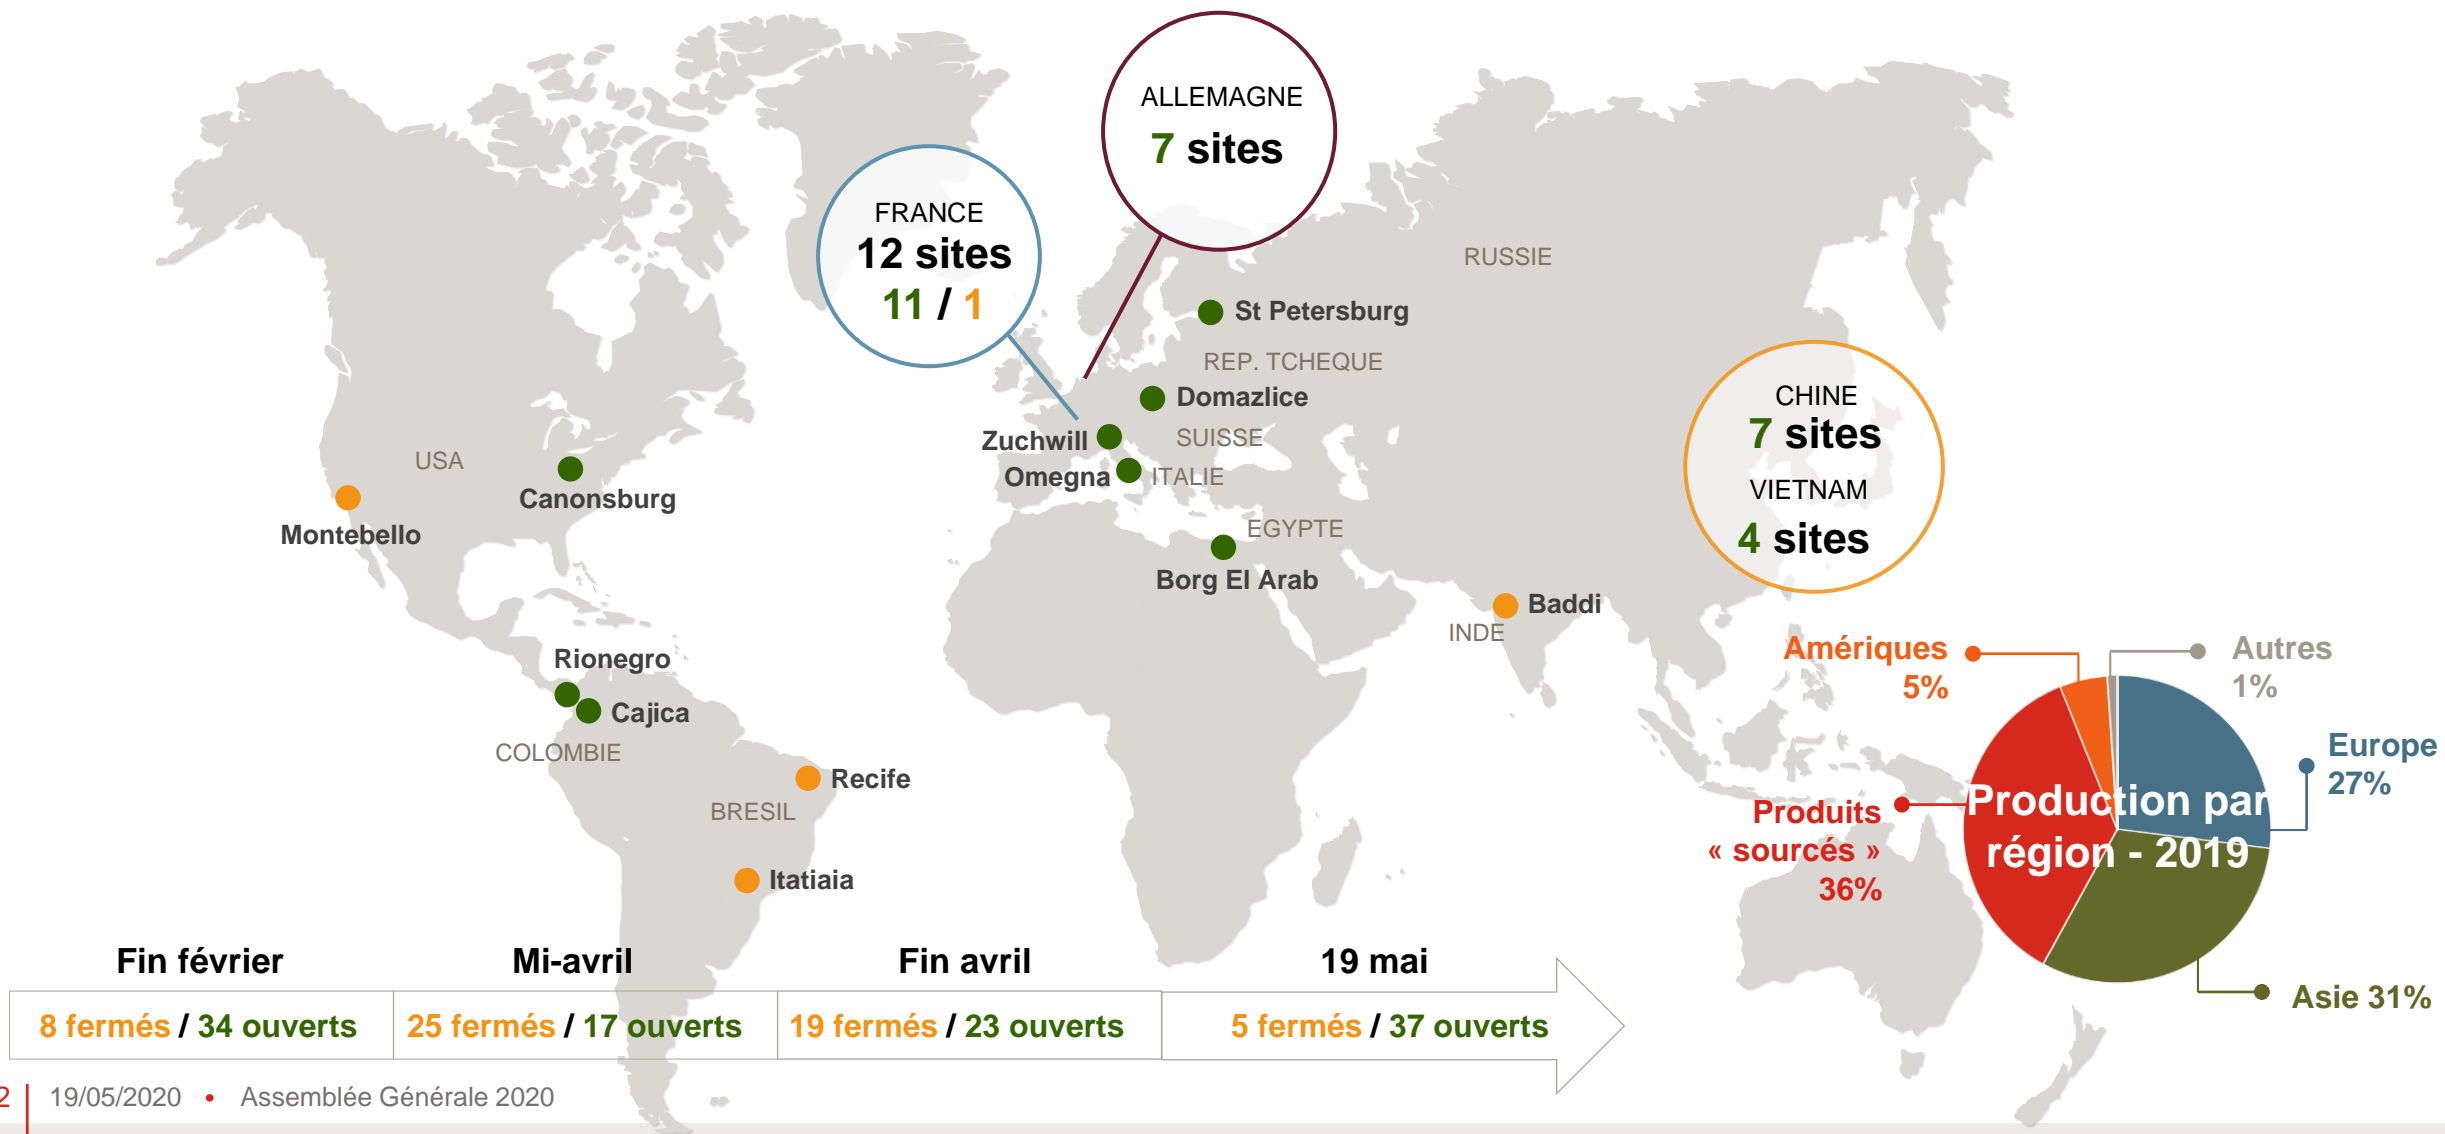 ALLEMAGNE
7 sites
FRANCE
12 sites
11 / 1
RUSSIE
St Petersburg
REP. TCHEQUE
Domazlice
Zuchwill
SUISSE
Omegna
ITALIE
CHINE
7 sites
VIETNAM
4 sites
USA
Canonsburg
Montebello
EGYPTE
Borg El Arab
Baddi
INDE
Rionegro
Cajica
COLOMBIE
Recife
BRESIL
Itatiaia
Amériques
5%
Autres
1%
Europe
27%
Produits
« sourcés »
36%
Production par
région - 2019
Asie 31%
Fin février
Mi-avril
Fin avril
19 mai
8 fermés / 34 ouverts
25 fermés / 17 ouverts
19 fermés / 23 ouverts
5 fermés / 37 ouverts
2
19/05/2020 • Assemblée Générale 2020